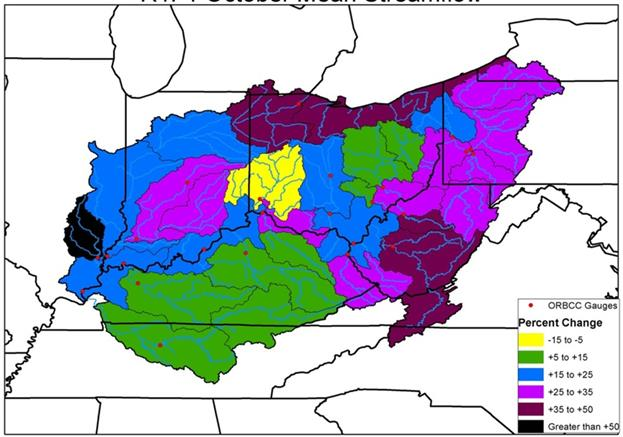 October Mean Streamflow
ORBCC Gauges
Percent Change
-15 to -5
+5 to +15
+15 to +25
+25 to +35
+35 to +50
Greater than +50